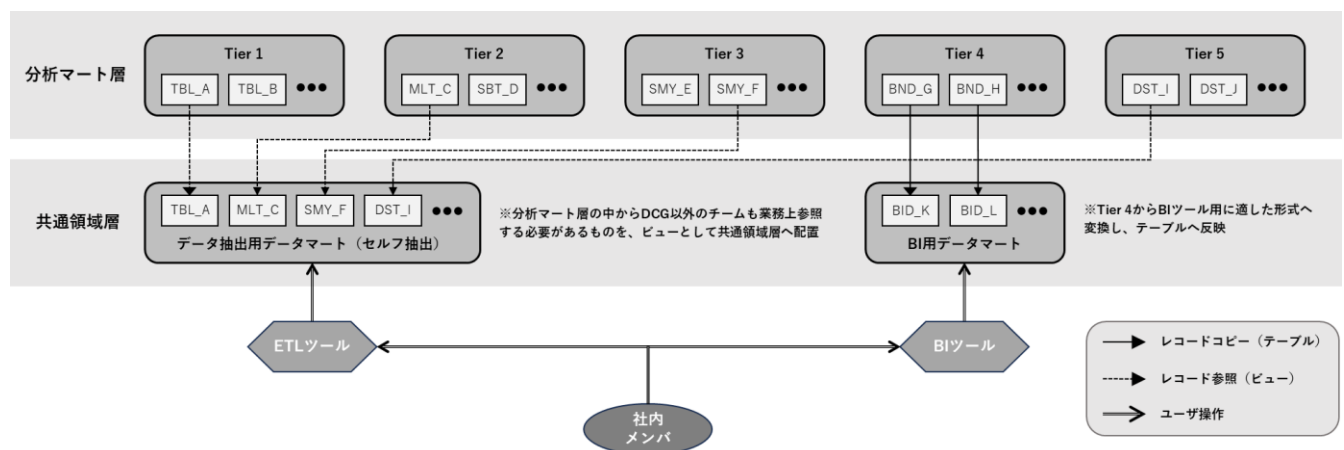 分析マート層
Tier 1
TBL_A
TBL_B
●●●
Tier 2
MLT_C
SBT_D
●●●
Tier 3
SMY_E
SMY_F
●●●
Tier 4
BND_G
BND_H
●●●
Tier 5
DST_I
DST_J
●●●
共通領域層
TBL_A
MLT_C
SMY_F
DST_I
●●●
データ抽出用データマート（セルフ抽出）
※分析マート層の中からDCG以外のチームも業務上参照
する必要があるものを、ビューとして共通領域層へ配置
BID_K
BID_L
●●●
BI用データマート
※Tier 4からBIツール用に適した形式へ
変換し、テーブルへ反映
ETLツール
BIツール
社内
メンバ
レコードコピー（テーブル）
レコード参照（ビュー）
ユーザ操作